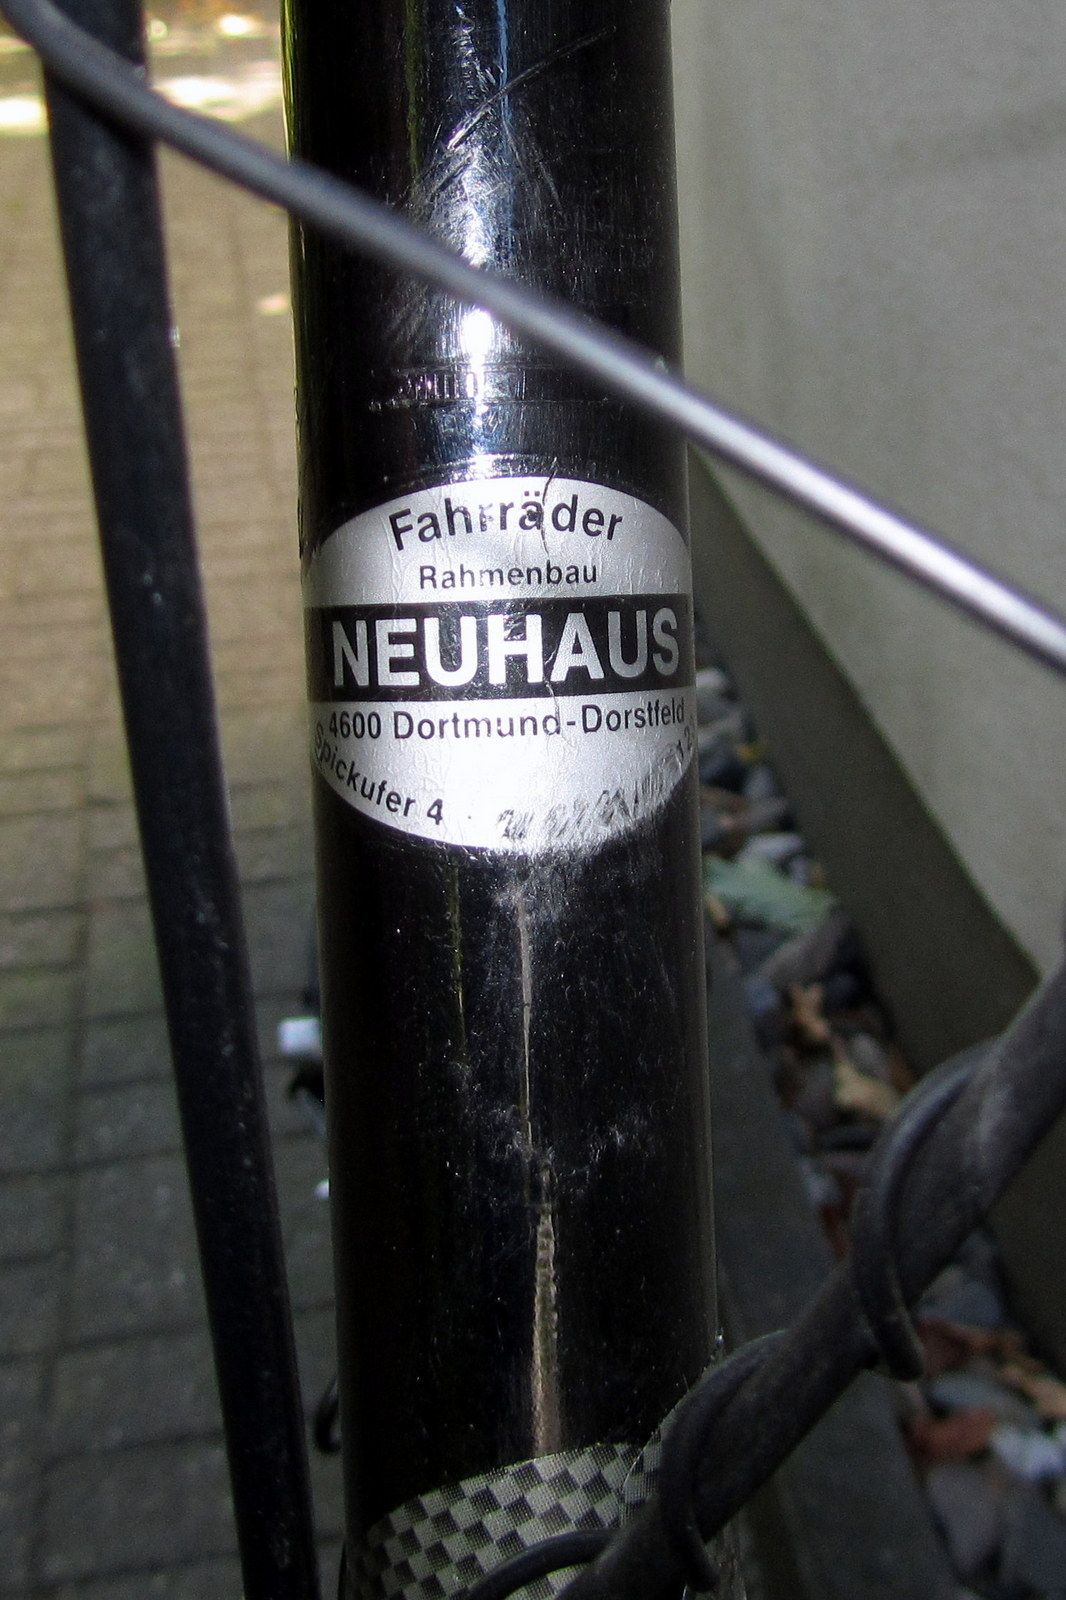 Fahrräder
Rahmenbau
NEUHAUS
4600 Dortmund-Dorstfeld
Spickufer 4